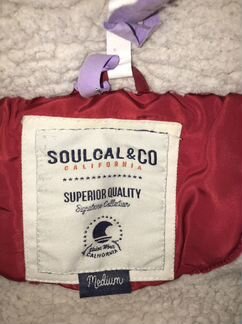 SOULCAL&CO
CALIFORNIA
SUPERIOR QUALITY
Signature Collection
CALIFORNIA
Medium